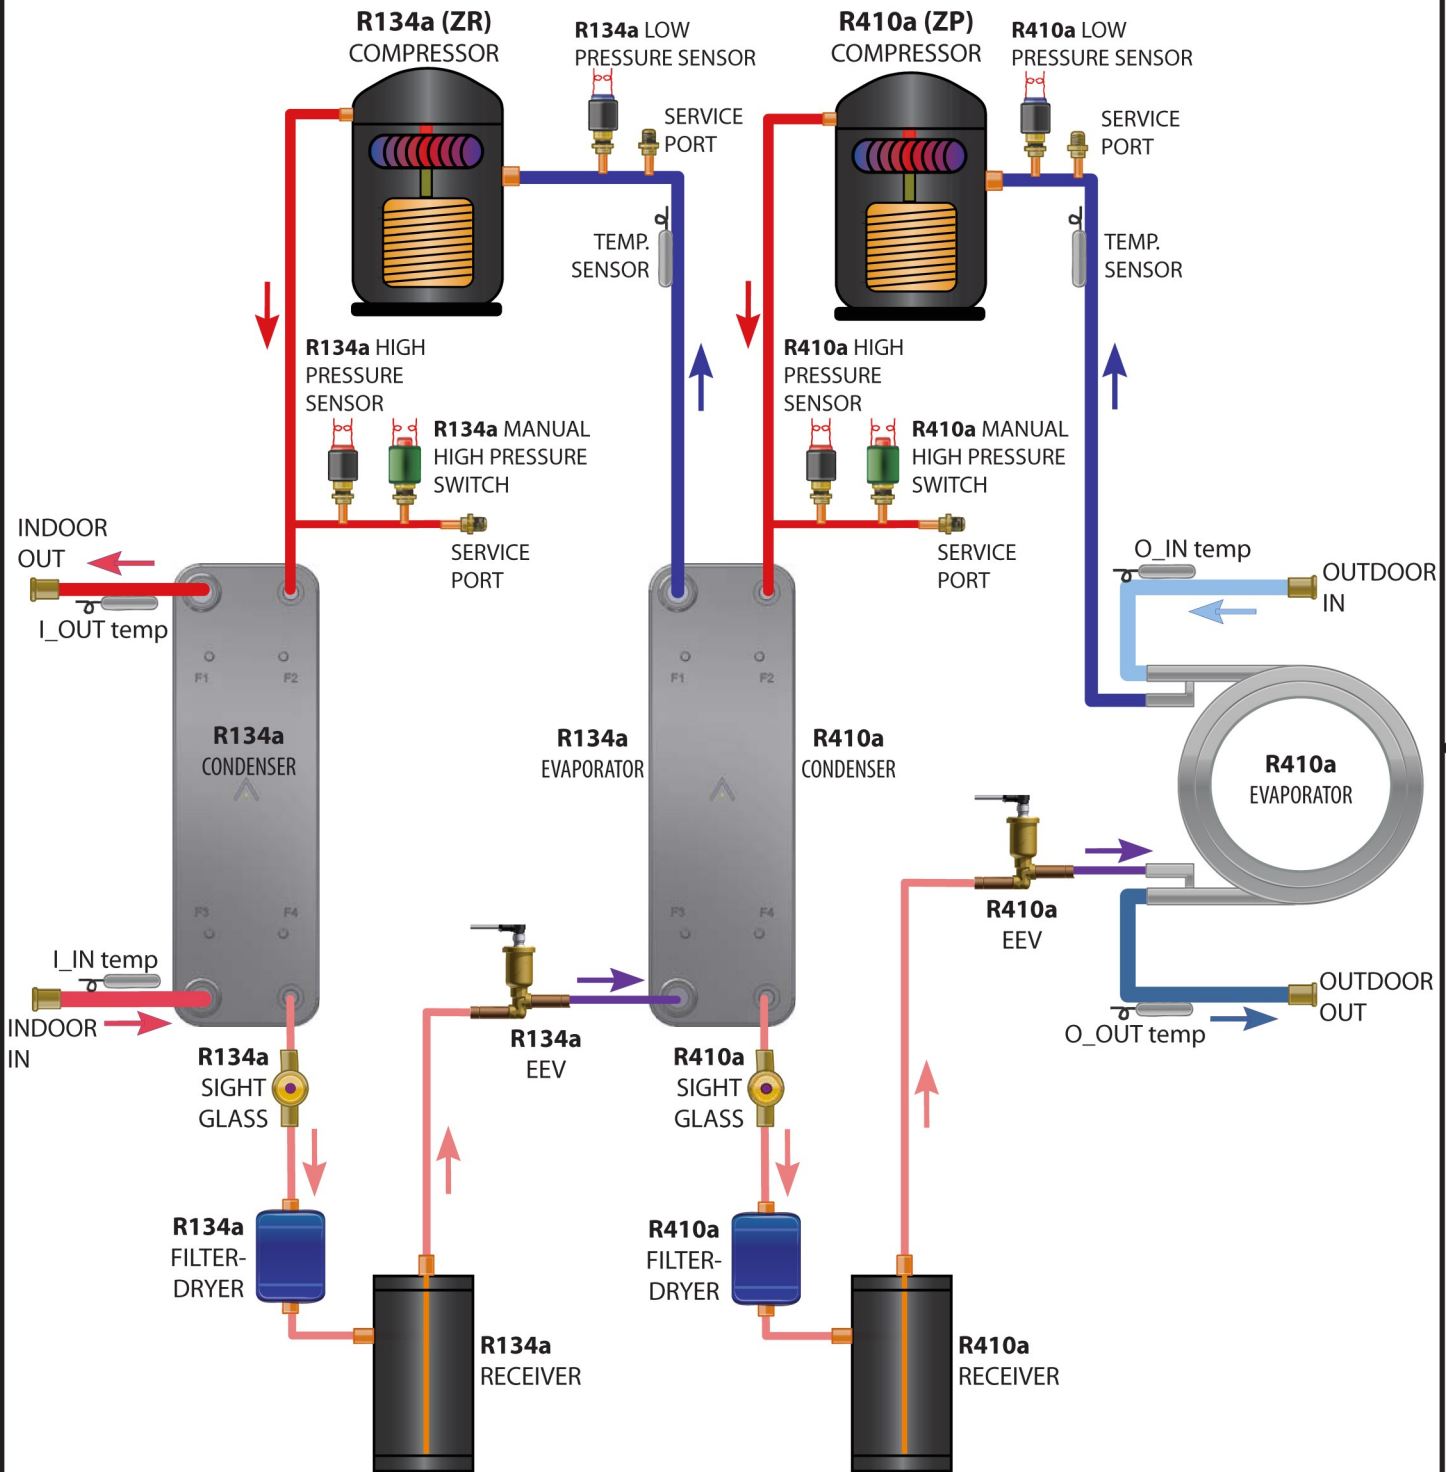 R134a (ZR)
COMPRESSOR
R134a LOW
PRESSURE SENSOR
SERVICE
PORT
TEMP.
SENSOR
R410a (ZP)
COMPRESSOR
R410a LOW
PRESSURE SENSOR
SERVICE
PORT
TEMP.
SENSOR
R134a HIGH
PRESSURE
SENSOR
R134a MANUAL
HIGH PRESSURE
SWITCH
SERVICE
PORT
R410a HIGH
PRESSURE
SENSOR
R410a MANUAL
HIGH PRESSURE
SWITCH
SERVICE
PORT
INDOOR
OUT
I_OUT temp
O_IN temp
OUTDOOR
IN
F1
F2
F1
F2
R134a
CONDENSER
R134a
EVAPORATOR
R410a
CONDENSER
R410a
EVAPORATOR
F3
F4
F3
F4
R410a
EEV
I_IN temp
INDOOR
IN
R134a
EEV
OUTDOOR
OUT
O_OUT temp
R134a
SIGHT
GLASS
R410a
SIGHT
GLASS
R134a
FILTER-
DRYER
R410a
FILTER-
DRYER
R134a
RECEIVER
R410a
RECEIVER